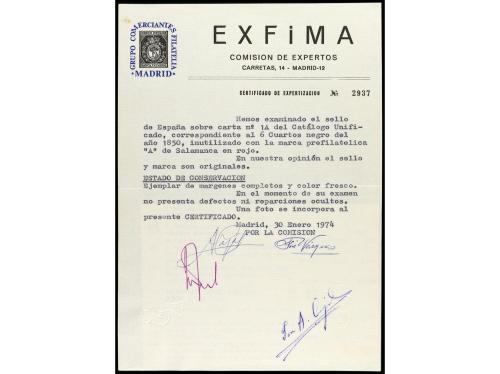 GRUPO COMERCIANTES FILATELIA
MADRID
EXFiMA
COMISION DE EXPERTOS
CARRETAS, 14 - MADRID-12
CERTIFICADO DE EXPERTIZACION Nº 2937
Hemos examinado el sello
de España sobre carta nº 1A del Catálogo Unifi-
cado, correspondiente al 6 Cuartos negro del
año 1850, inutilizado con la marca prefilatelica
"A" de Salamanca en rojo.
En nuestra opinión el sello
y marca son originales.
ESTADO DE CONSERVACION
Ejemplar de margenes completos y color fresco.
En el momento de su examen
no presenta defectos ni reparaciones ocultos.
Una foto se incorpora al
presente CERTIFICADO.
Madrid, 30 Enero 1974
POR LA COMISION